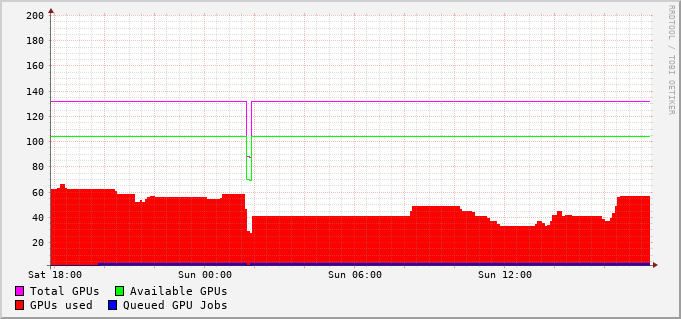 200
180
160
140
120
100
80
60
40
20
Sat 18:00 Sun 00:00 Sun 06:00 Sun 12:00
Total GPUs Available GPUs
GPUs used Queued GPU Jobs
RRDTOOL / TOBI OETIKER